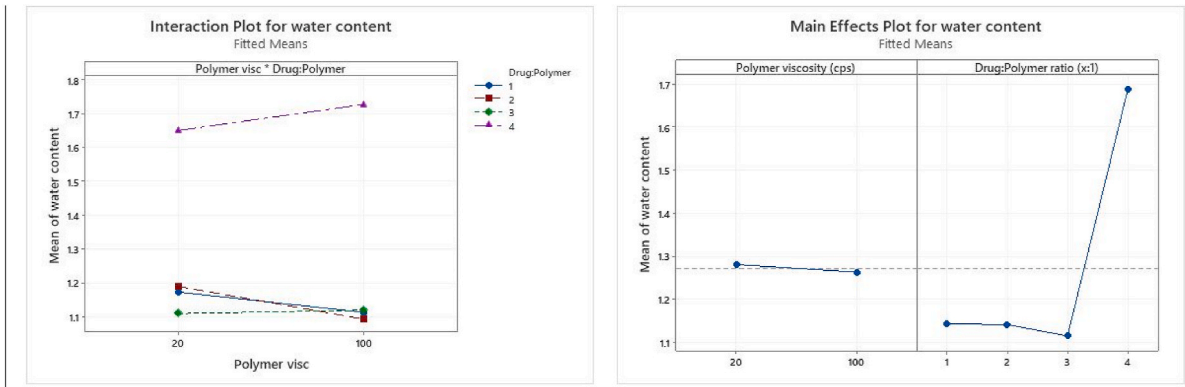 Interaction Plot for water content
Fitted Means
Polymer visc * Drug:Polymer
1.8
1.7
1.6
1.5
1.4
1.3
1.2
1.1
Mean of water content
20 100
Polymer visc
Drug:Polymer
1
2
3
4
Main Effects Plot for water content
Fitted Means
Polymer viscosity (cps) Drug:Polymer ratio (x:1)
1.7
1.6
1.5
1.4
1.3
1.2
1.1
Mean of water content
20 100 1 2 3 4